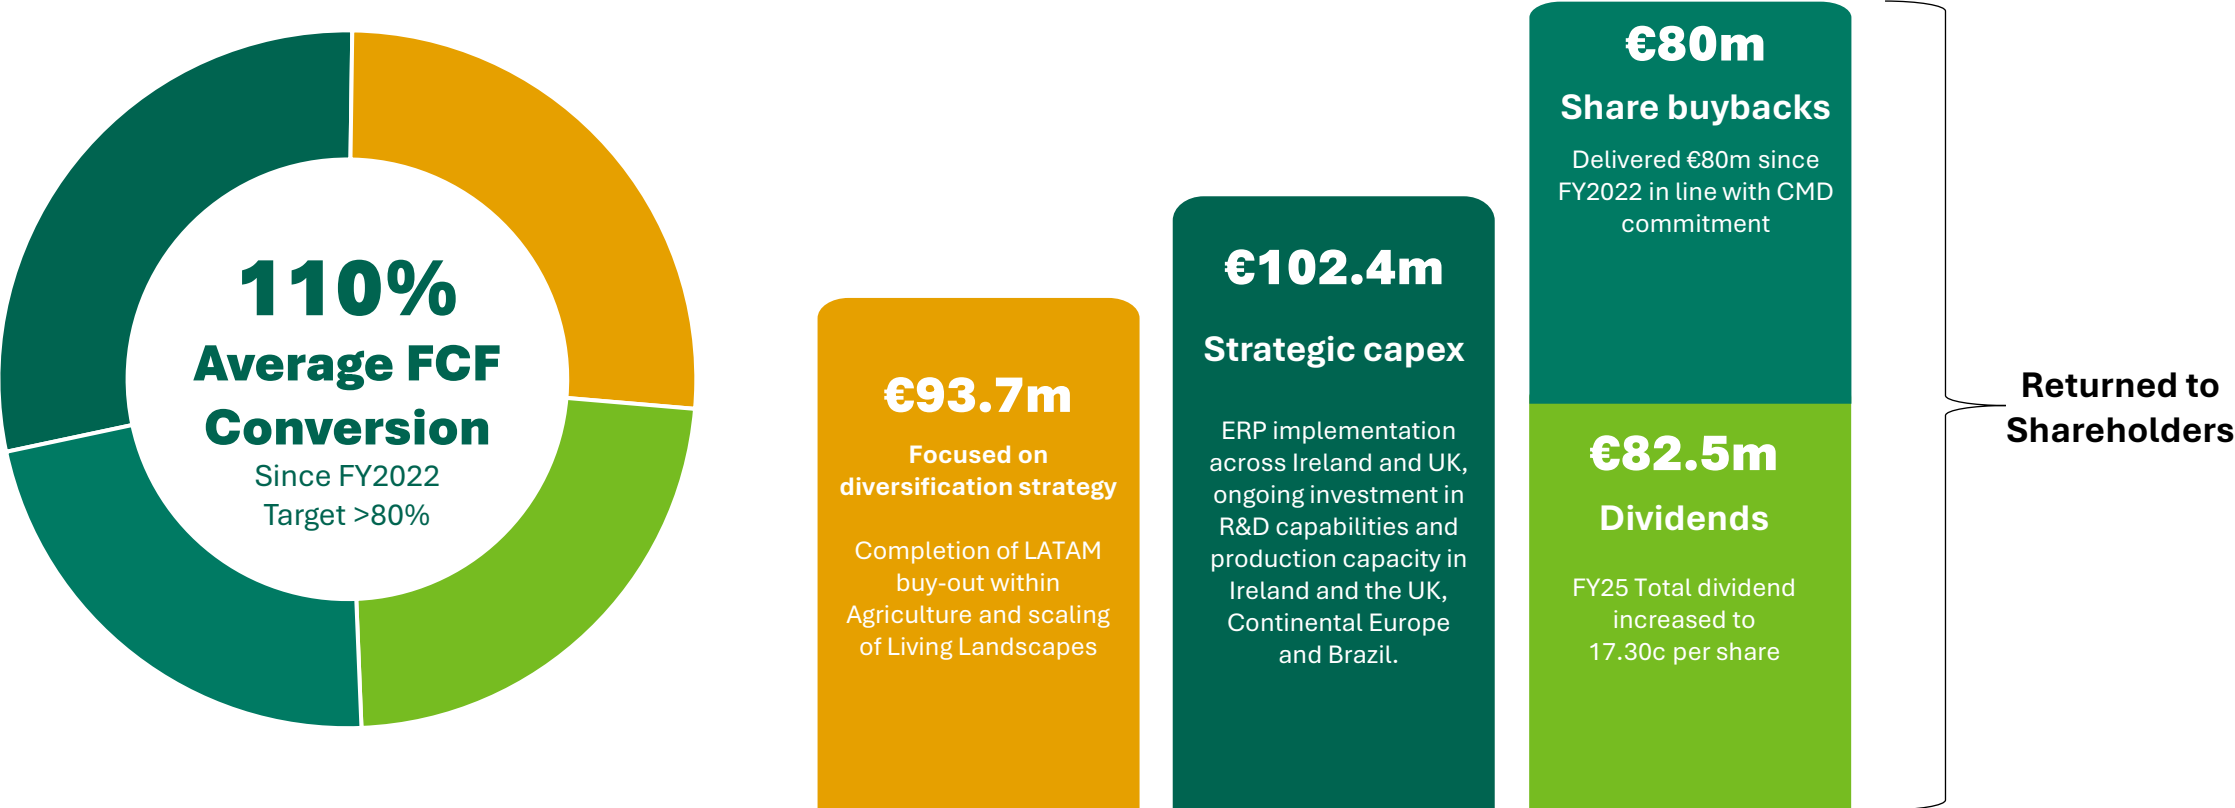 110%
Average FCF
Conversion
Since FY2022
Target >80%
€93.7m
Focused on
diversification strategy
Completion of LATAM
buy-out within
Agriculture and scaling
of Living Landscapes
€102.4m
Strategic capex
ERP implementation
across Ireland and UK,
ongoing investment in
R&D capabilities and
production capacity in
Ireland and the UK,
Continental Europe
and Brazil.
€80m
Share buybacks
Delivered €80m since
FY2022 in line with CMD
commitment
€82.5m
Dividends
FY25 Total dividend
increased to
17.30c per share
Returned to
Shareholders